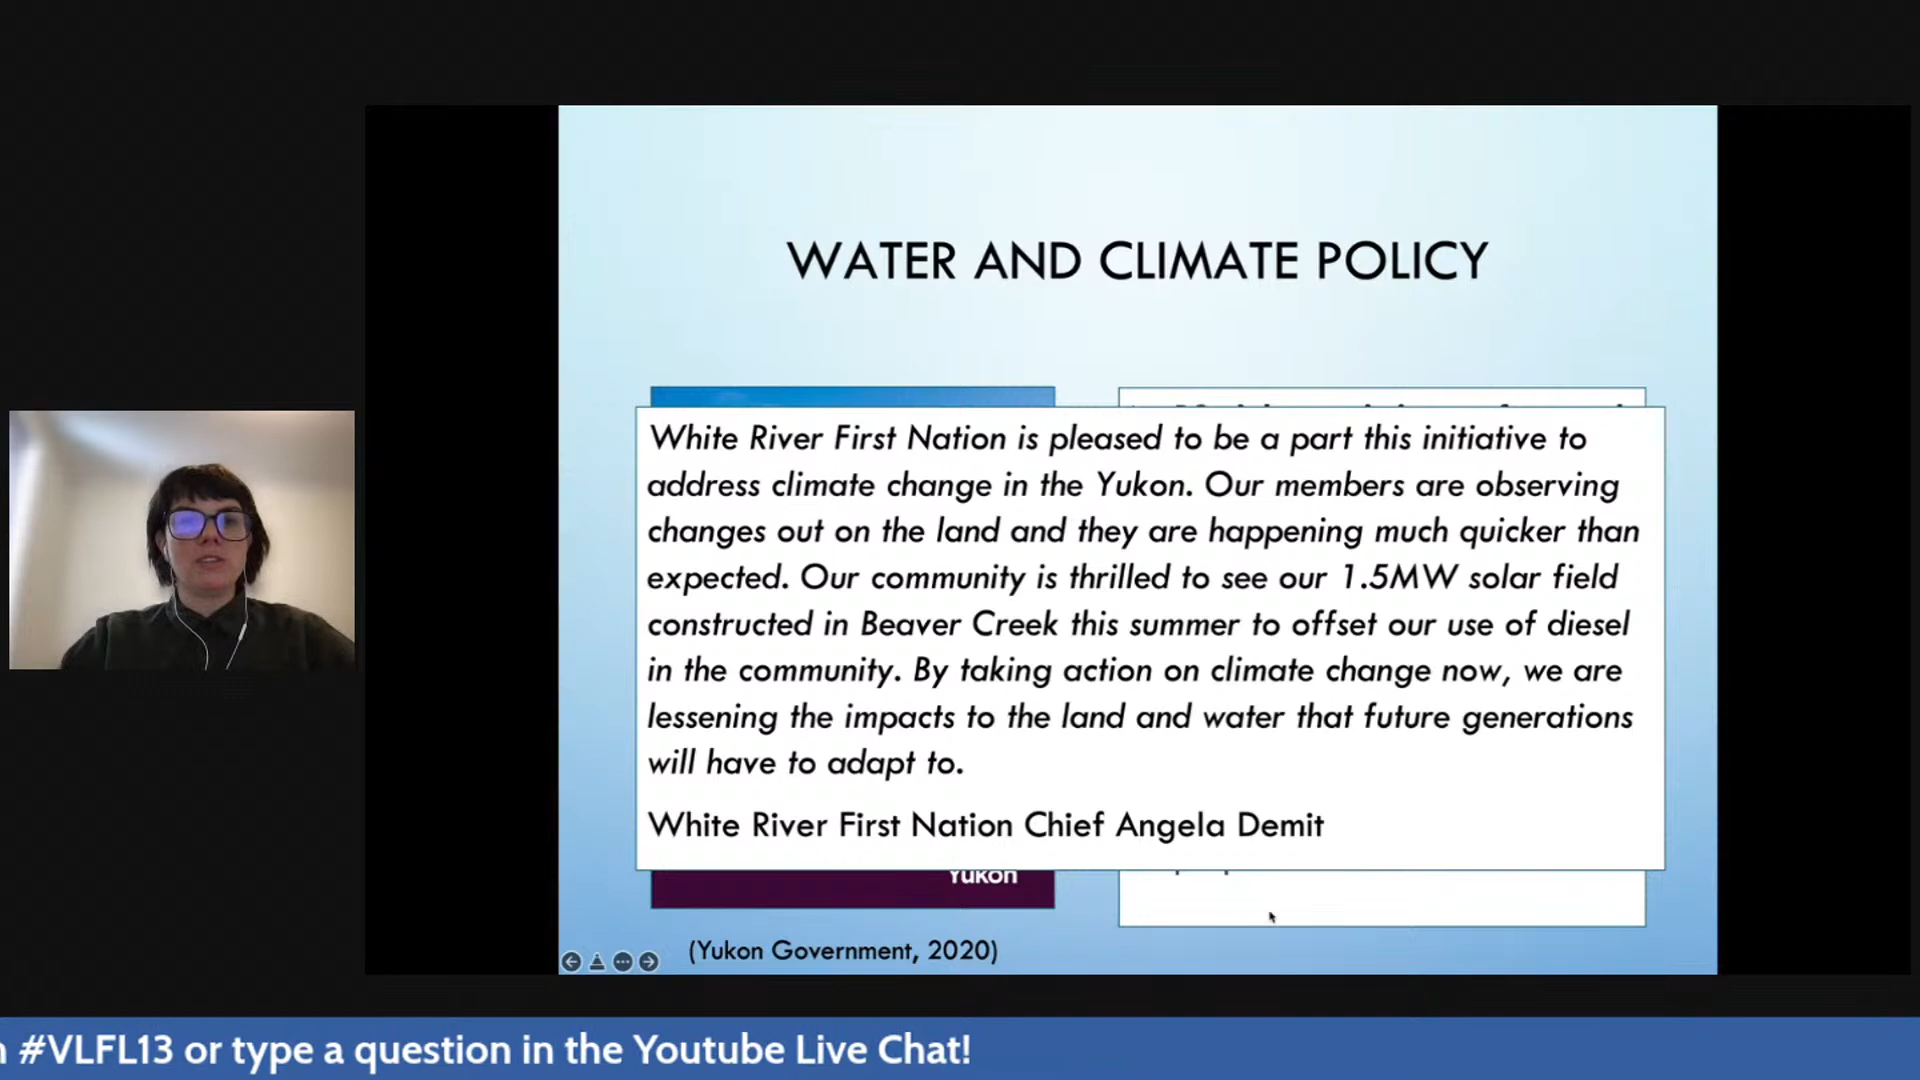 WATER AND CLIMATE POLICY
White River First Nation is pleased to be a part this initiative to
address climate change in the Yukon. Our members are observing
changes out on the land and they are happening much quicker than
expected. Our community is thrilled to see our 1.5MW solar field
constructed in Beaver Creek this summer to offset our use of diesel
in the community. By taking action on climate change now, we are
lessening the impacts to the land and water that future generations
will have to adapt to.
White River First Nation Chief Angela Demit
Yukon
(Yukon Government, 2020)
#VLFL13 or type a question in the Youtube Live Chat!